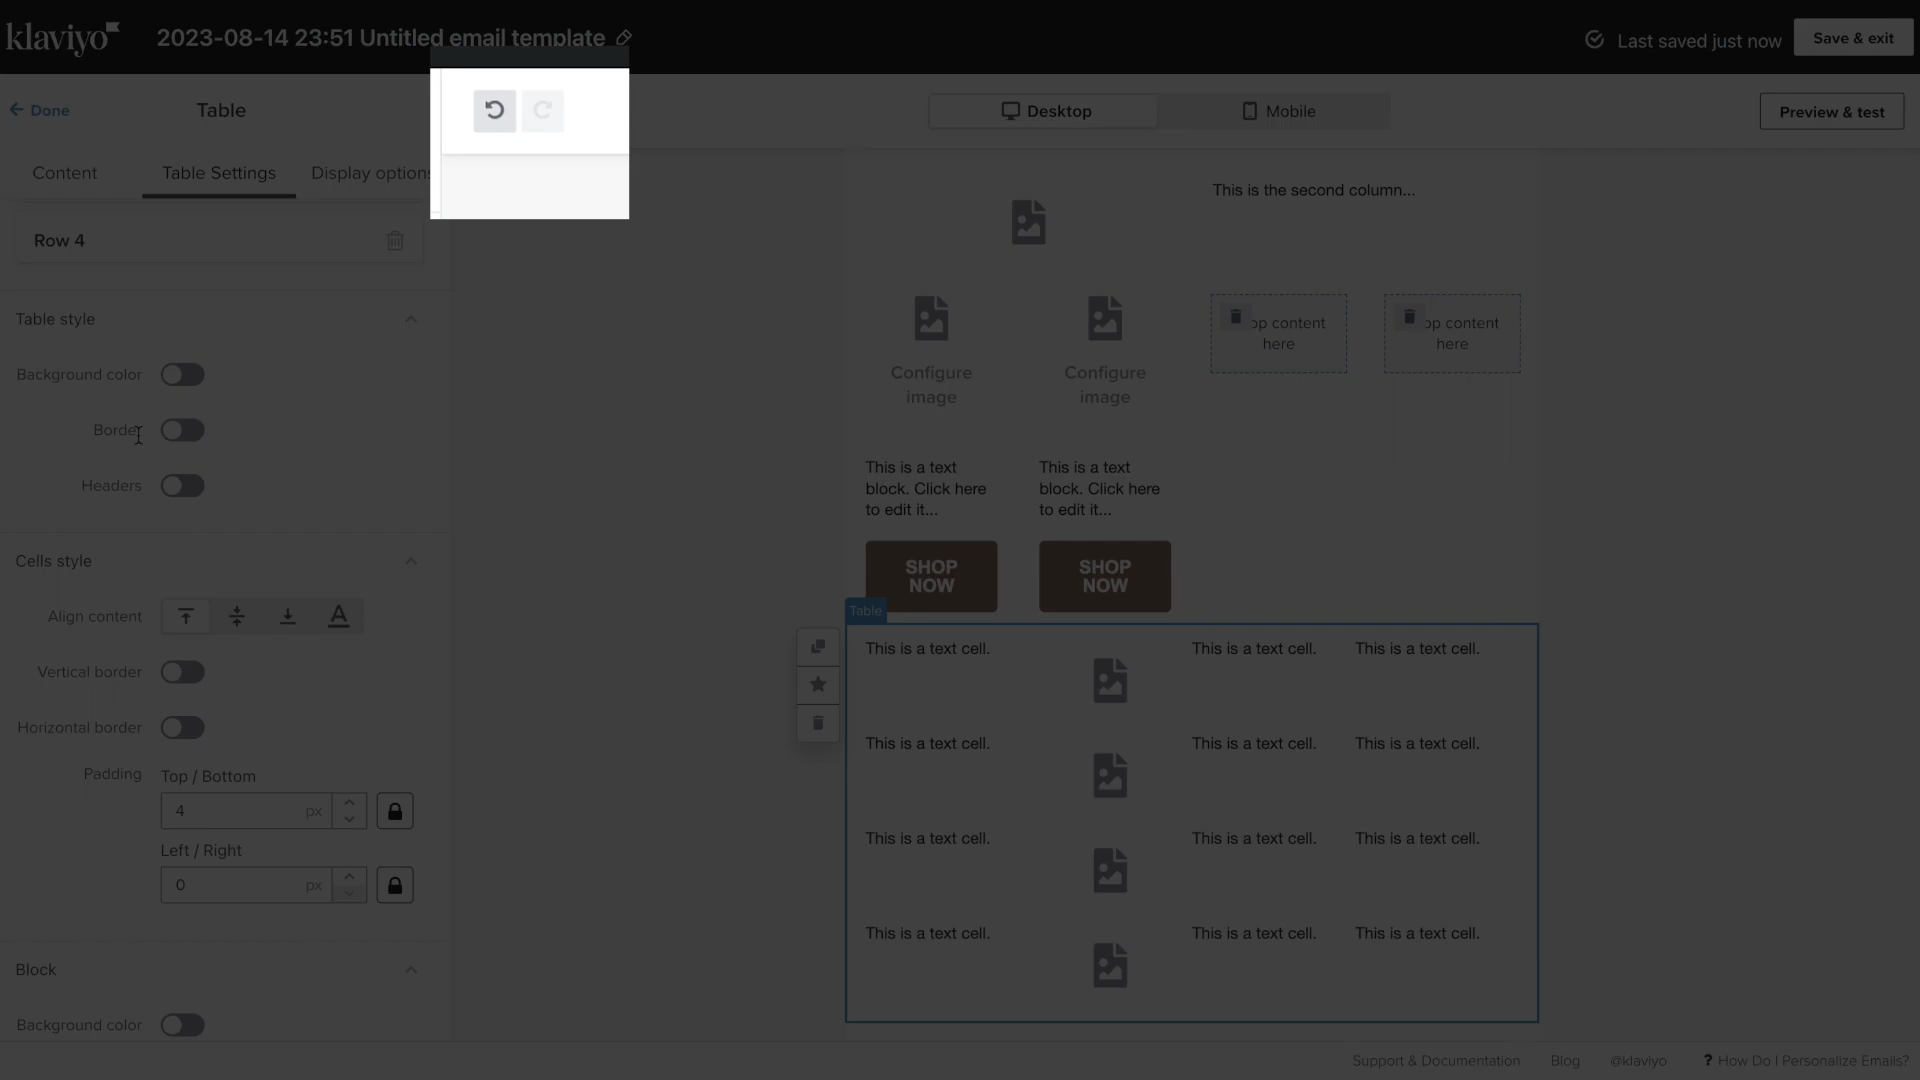 klaviyo
2023-08-14 23:51 Untitled email template
Last saved just now
Save & exit
Done
Table
Desktop
Mobile
Preview & test
Content
Table Settings
Display options
Row 4
Table style
Background color
Border
Headers
Cells style
Align content
A
Vertical border
Horizontal border
Padding
Top / Bottom
4 px
Left / Right
0 px
Block
Background color
This is the second column...
Configure
image
Configure
image
op content
here
op content
here
This is a text
block. Click here
to edit it...
This is a text
block. Click here
to edit it...
SHOP
NOW
SHOP
NOW
Table
This is a text cell.
This is a text cell.
This is a text cell.
This is a text cell.
This is a text cell.
This is a text cell.
This is a text cell.
This is a text cell.
This is a text cell.
This is a text cell.
This is a text cell.
This is a text cell.
Support & Documentation
Blog
@klaviyo
? How Do I Personalize Emails?